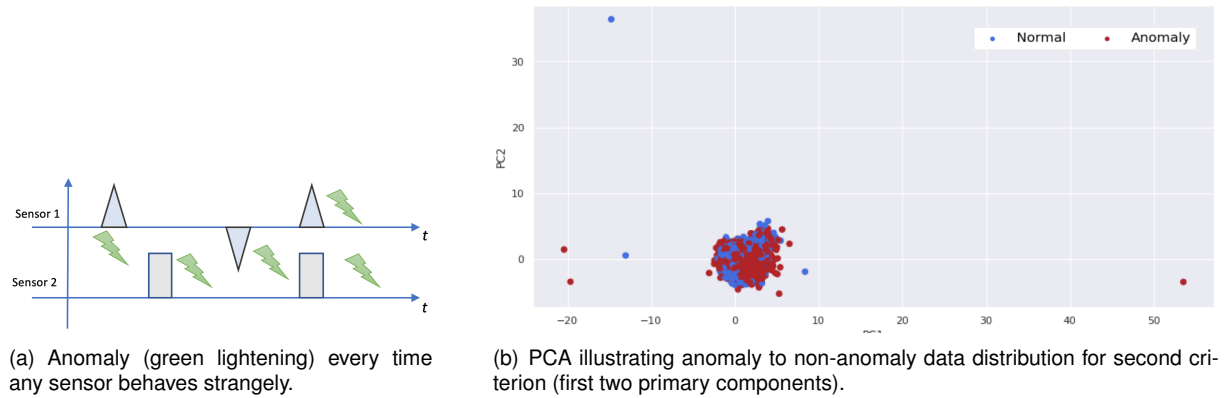 Sensor 1
t
Sensor 2
t
(a) Anomaly (green lightening) every time
any sensor behaves strangely.
Normal Anomaly
PC2
30
20
10
0
−20 −10 0 10 20 30 40 50
(b) PCA illustrating anomaly to non-anomaly data distribution for second cri-
terion (first two primary components).